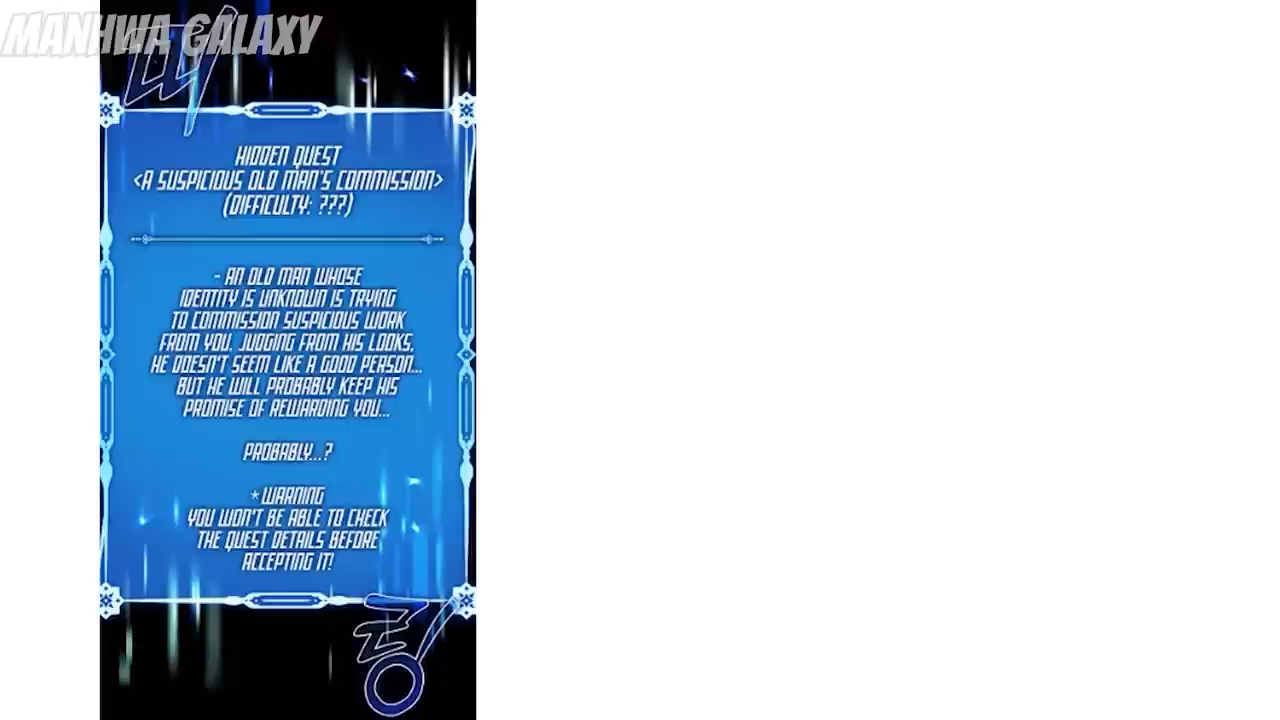 MANHWA GALAXY
띠
HIDDEN QUEST
<A SUSPICIOUS OLD MAN'S COMMISSION>
(DIFFICULTY: ???)
- AN OLD MAN WHOSE
IDENTITY IS UNKNOWN IS TRYING
TO COMMISSION SUSPICIOUS WORK
FROM YOU. JUDGING FROM HIS LOOKS,
HE DOESN'T SEEM LIKE A GOOD PERSON...
BUT HE WILL PROBABLY KEEP HIS
PROMISE OF REWARDING YOU...
PROBABLY...?
* WARNING
YOU WON'T BE ABLE TO CHECK
THE QUEST DETAILS BEFORE
ACCEPTING IT!
링